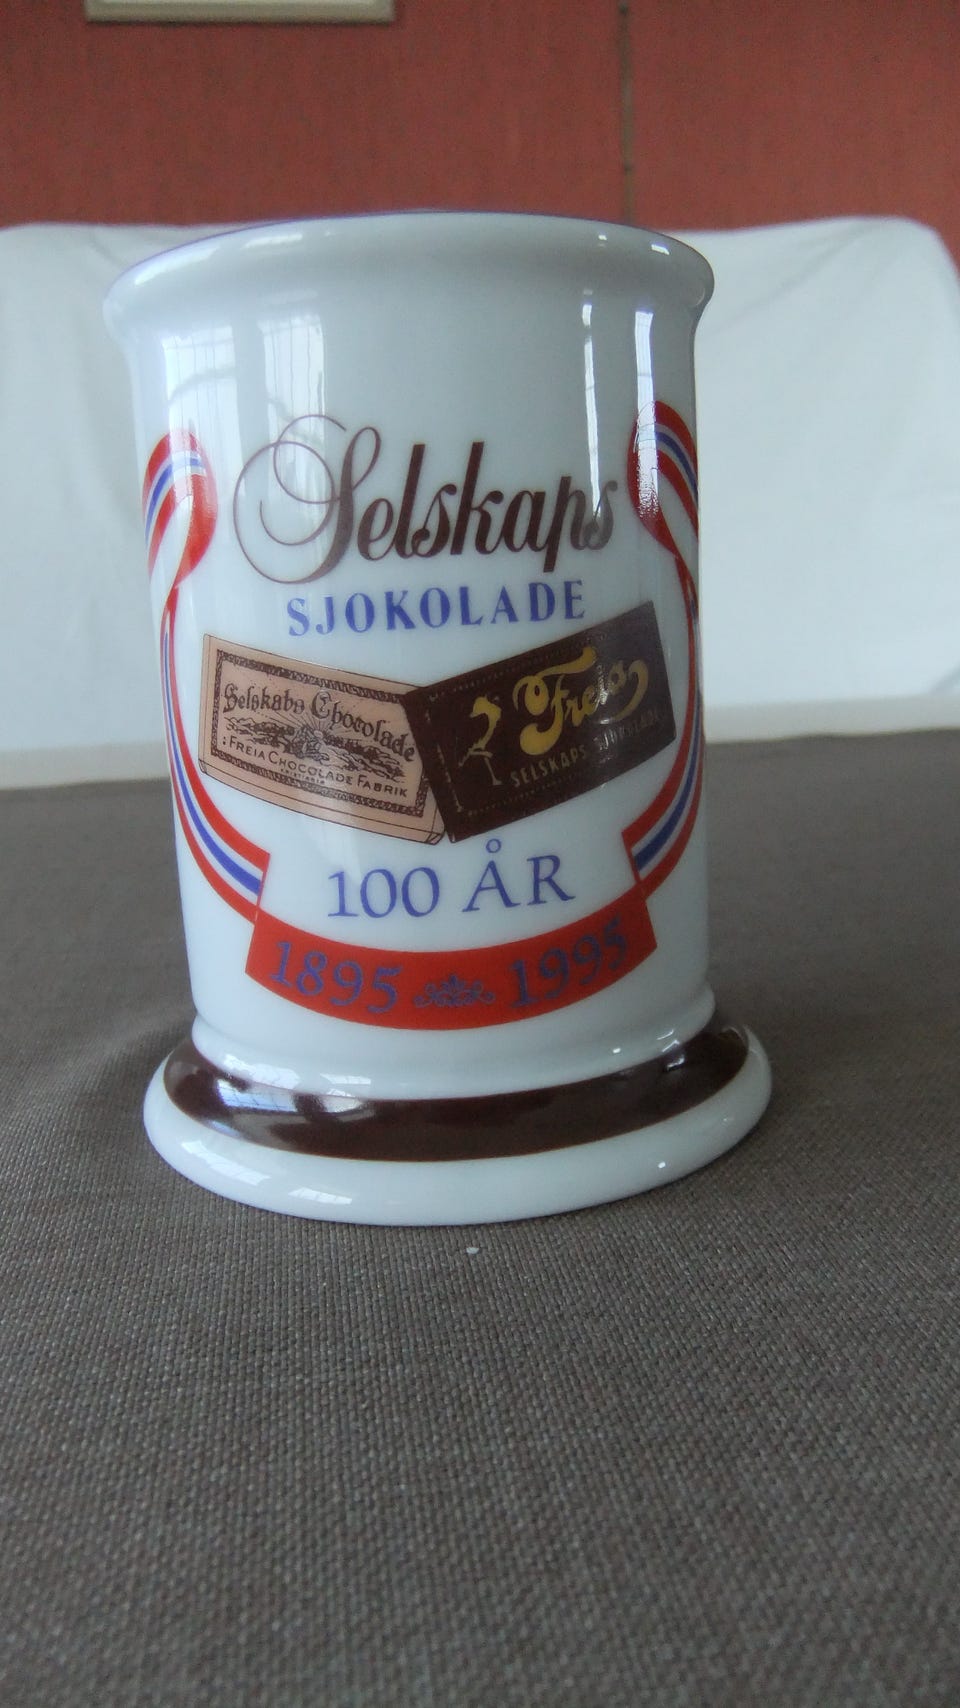 Selskaps
SJOKOLADE
Selskabs Chocolade
FREIA CHOCOLADE FABRIK
Freia
SELSKAPS SJOKOLADE
100 ÅR
1895 1995